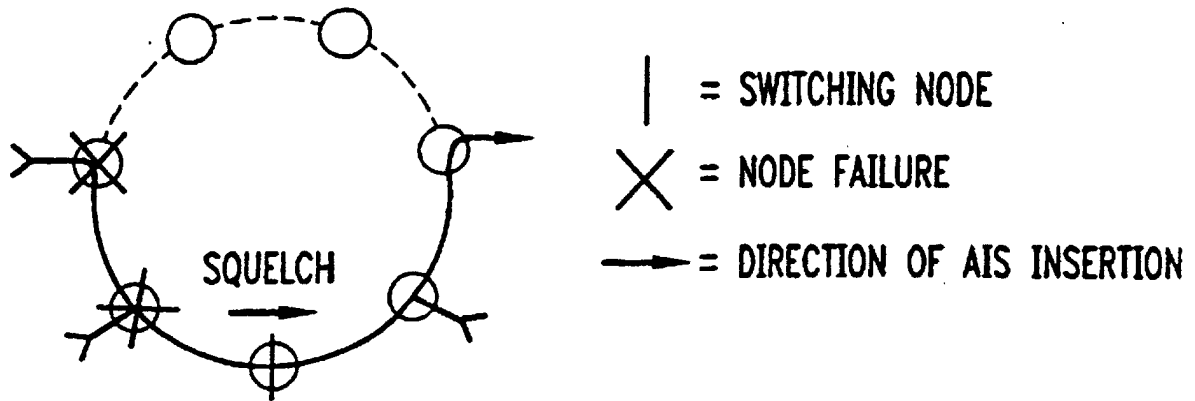 = SWITCHING NODE
= NODE FAILURE
SQUELCH
= DIRECTION OF AIS INSERTION